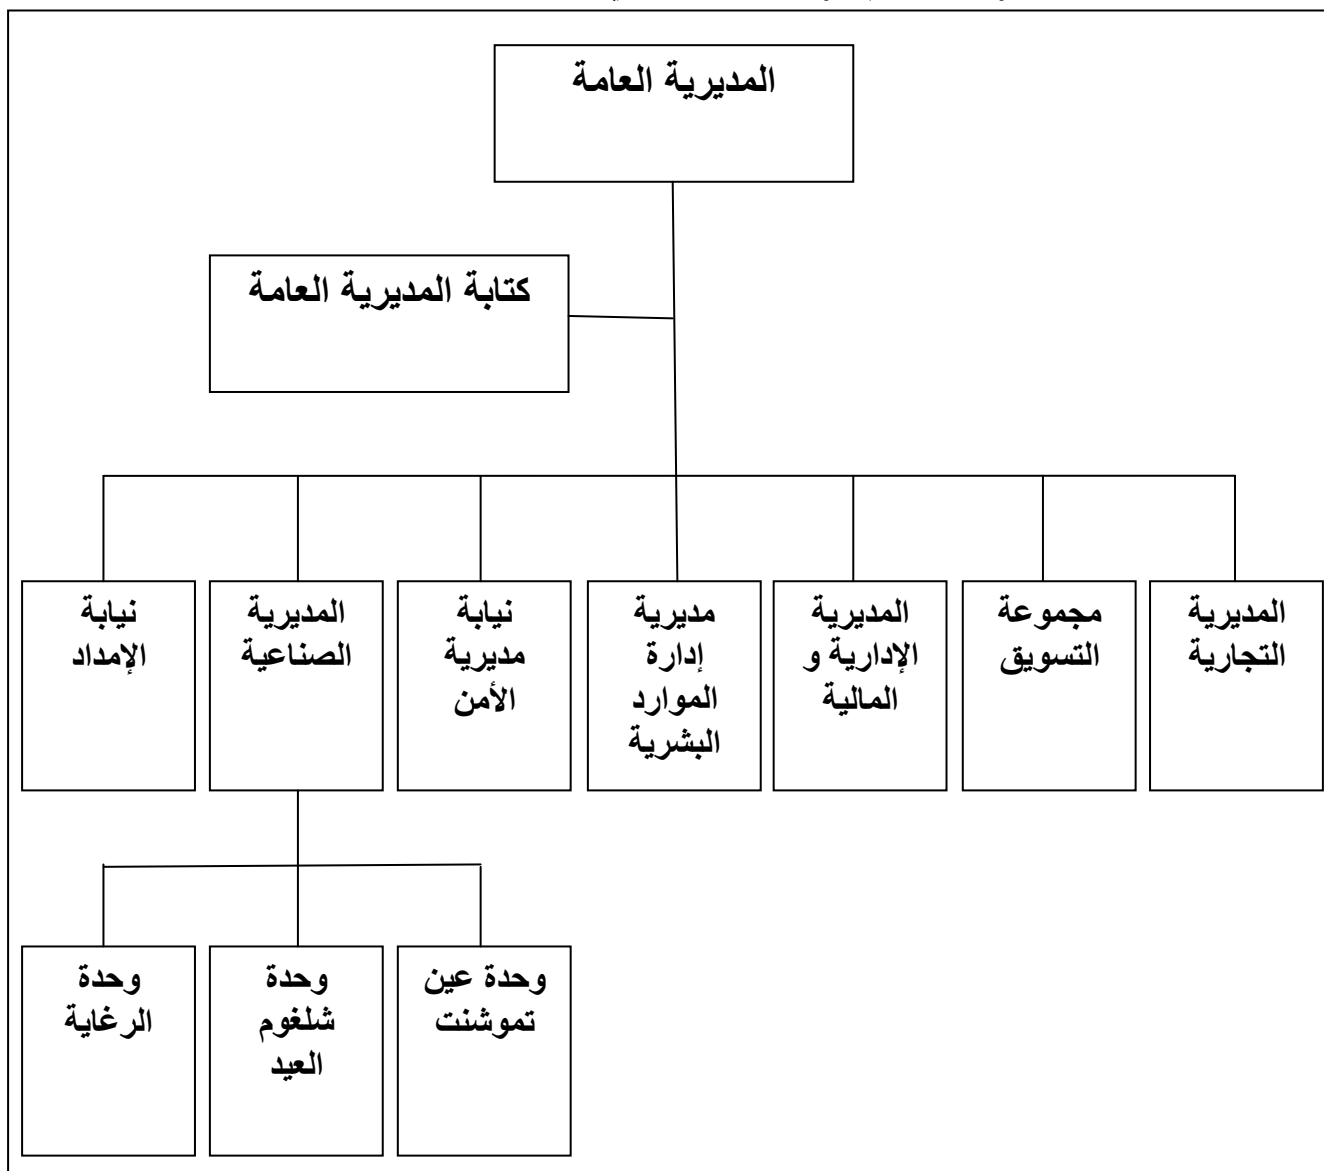 المديرية العامة
كتابة المديرية العامة
المديرية
التجارية
مجموعة
التسويق
المديرية
الإدارية و
المالية
مديرية
إدارة
الموارد
البشرية
نيابة
مديرية
الأمن
المديرية
الصناعية
نيابة
الإمداد
وحدة عين
تموشنت
وحدة
شلغوم
العيد
وحدة
الرغاية